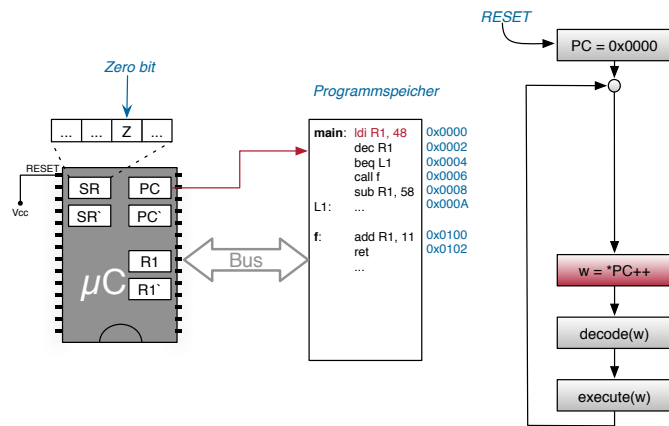 RESET
PC = 0x0000
Zero bit
Programmspeicher
... ... Z ...
main: ldi R1, 48 0x0000
dec R1 0x0002
beq L1 0x0004
call f 0x0006
sub R1, 58 0x0008
L1: ... 0x000A
f: add R1, 11 0x0100
ret 0x0102
...
RESET
Vcc
SR PC
SR` PC`
R1
R1`
µC
Bus
w = *PC++
decode(w)
execute(w)